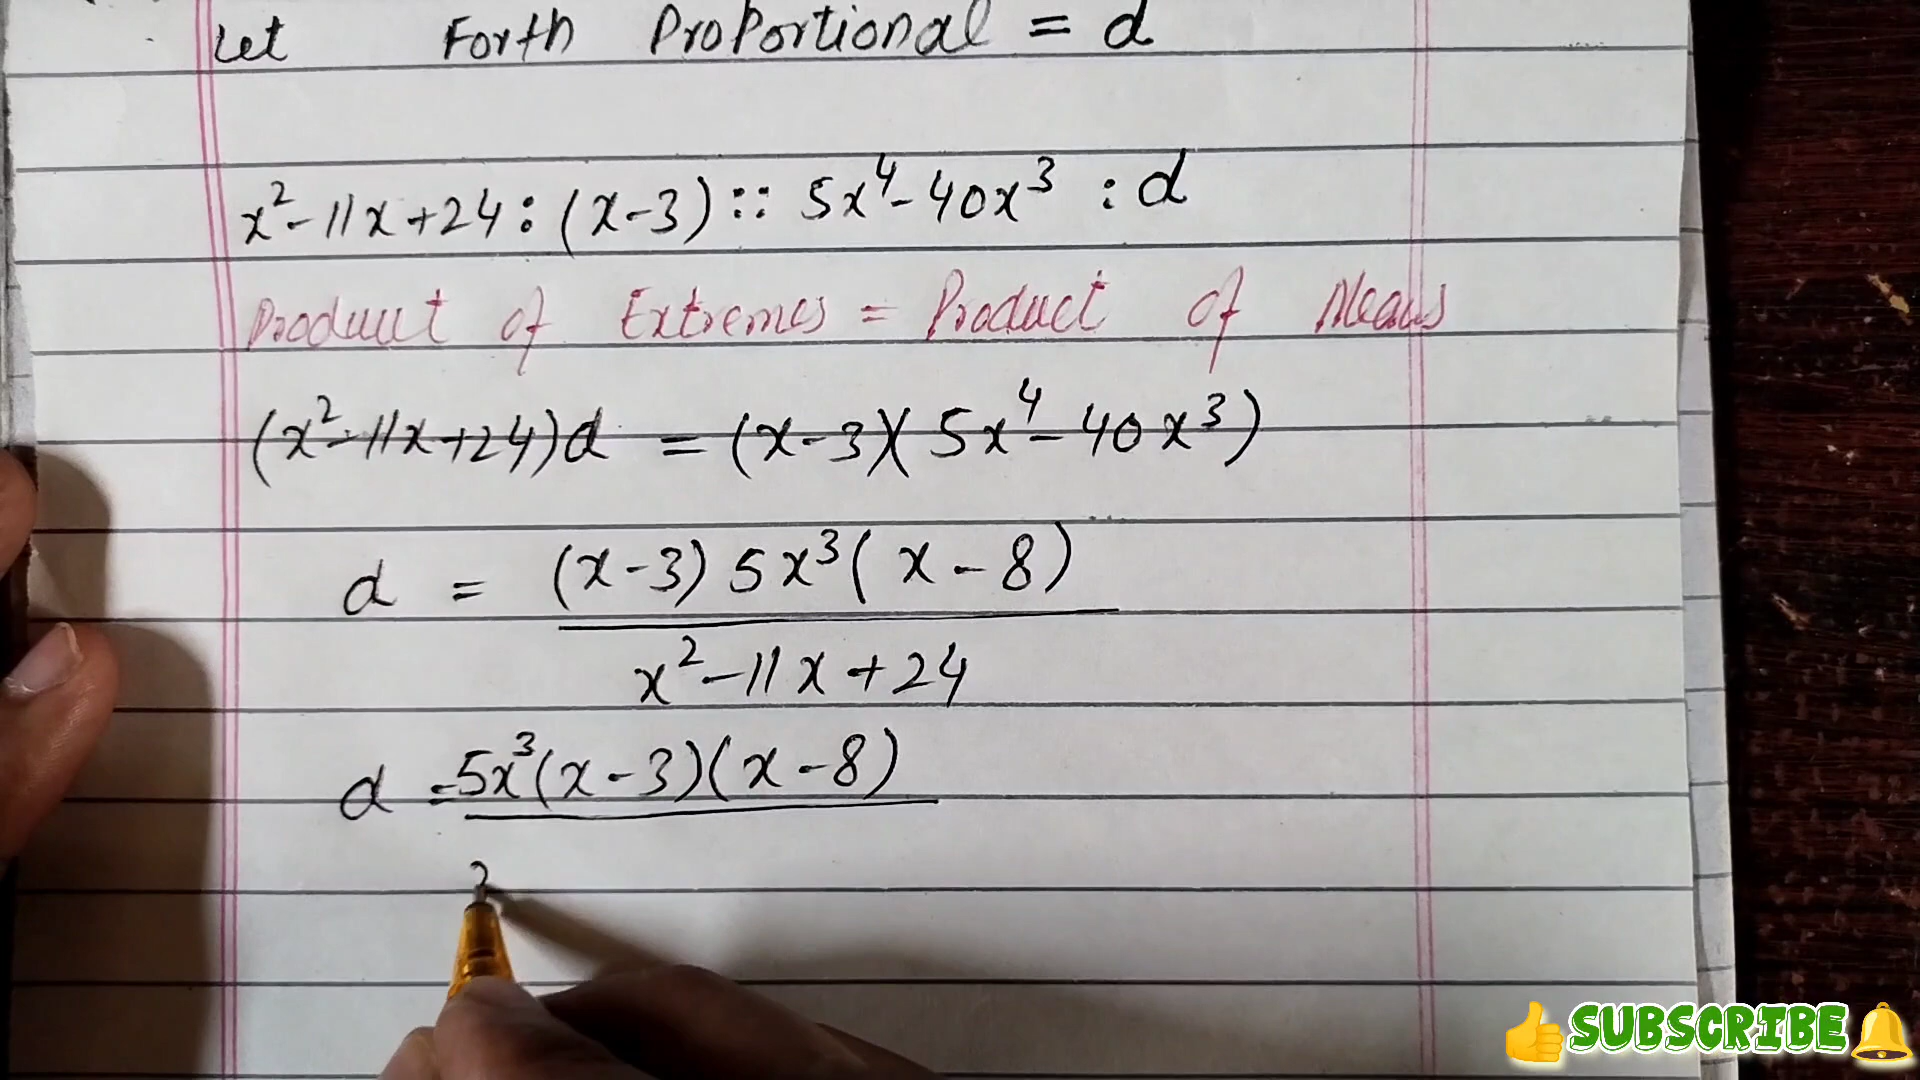 Let Forth Proportional = d
x²-11x+24 : (x-3) :: 5x⁴-40x³ : d
Product of Extremes = Product of Means
(x²-11x+24)d = (x-3)(5x⁴-40x³)
d = (x-3) 5x³(x-8)
x²-11x+24
d = 5x³(x-3)(x-8)
SUBSCRIBE